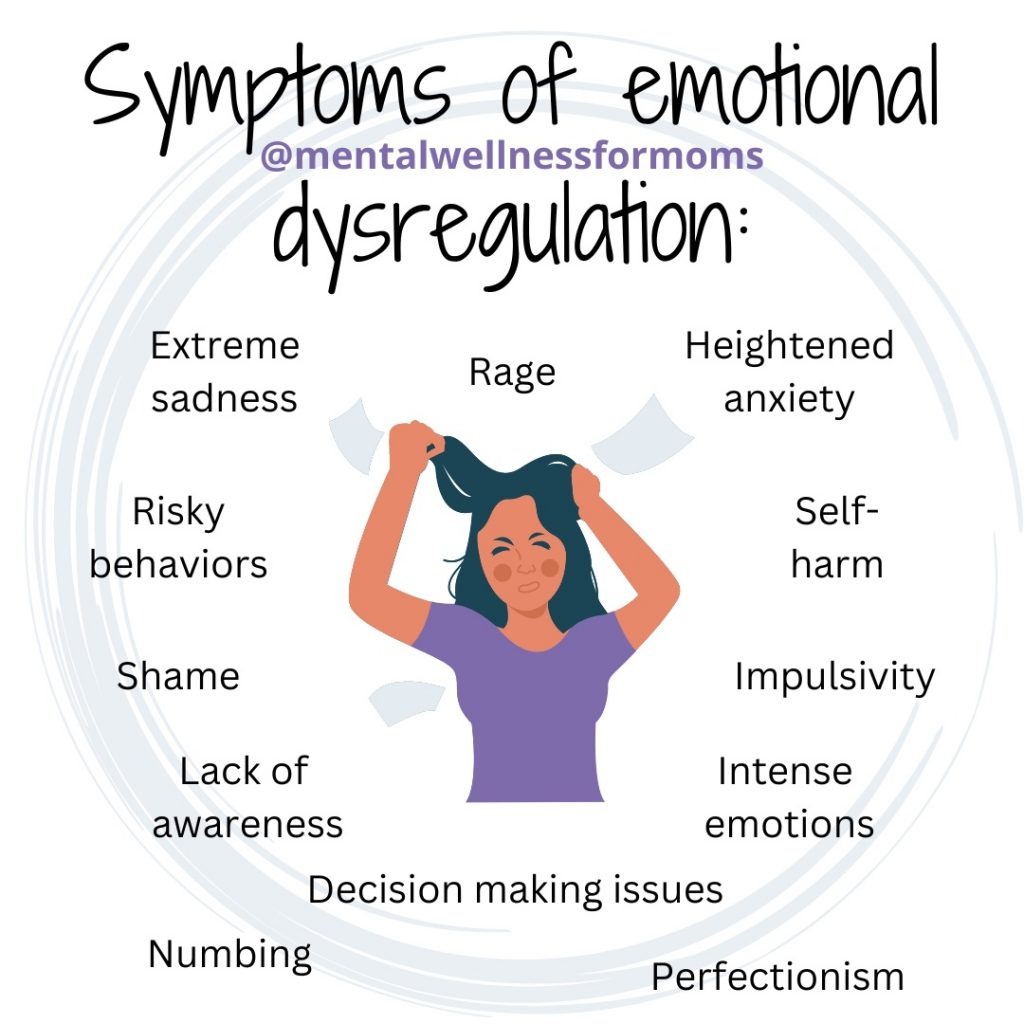 Symptoms of emotional
@mentalwellnessformoms
dysregulation:
Extreme
sadness
Rage
Heightened
anxiety
Risky
behaviors
Self-
harm
Shame
Impulsivity
Lack of
awareness
Intense
emotions
Decision making issues
Numbing
Perfectionism